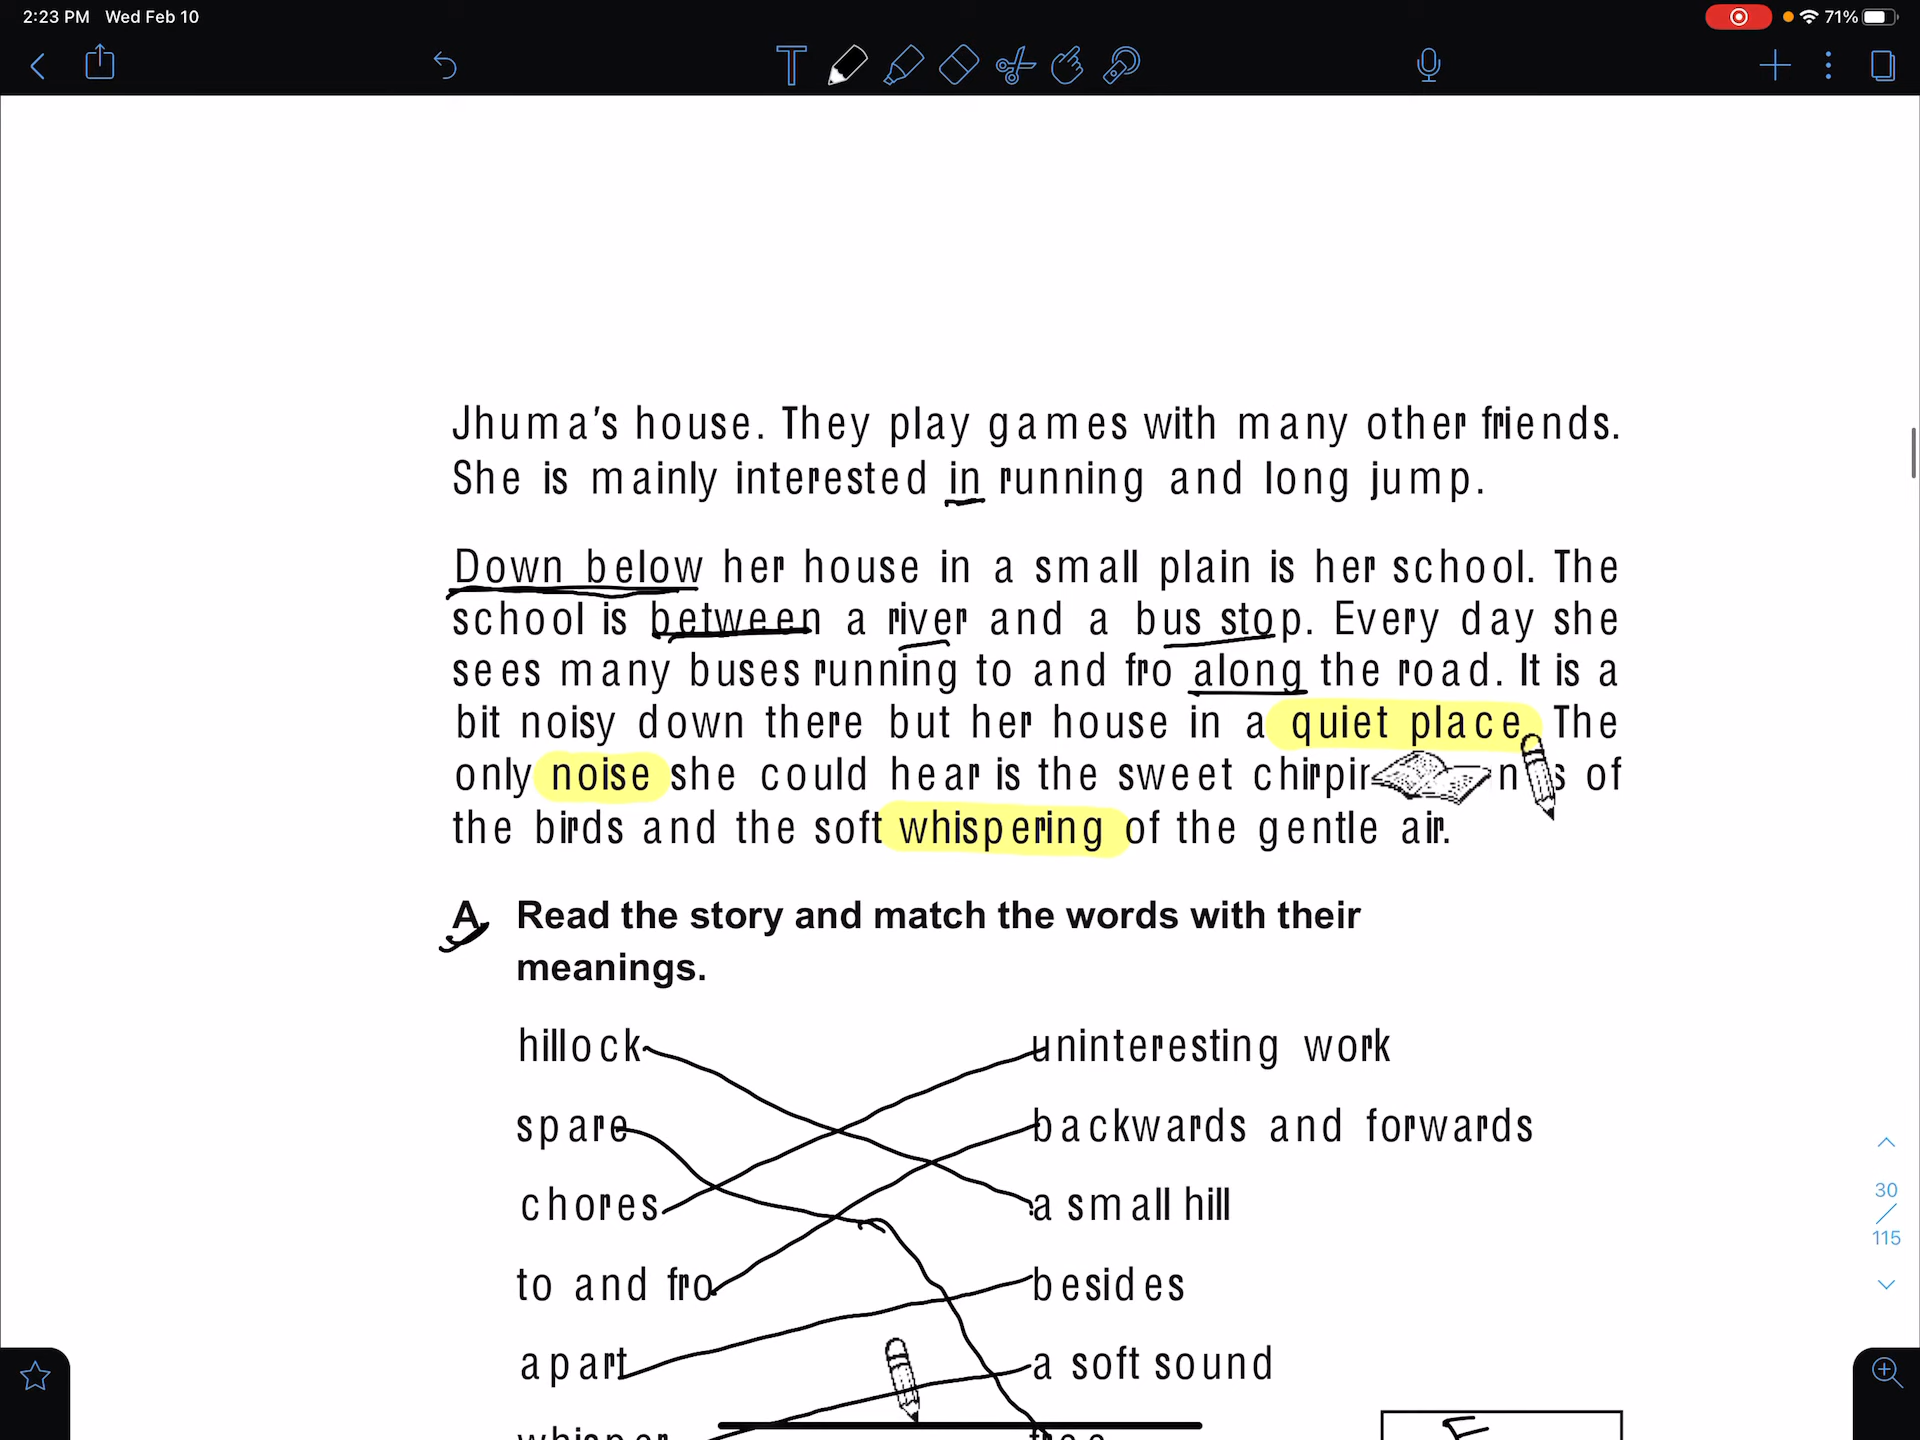 2:23 PM Wed Feb 10
71%
T
Jhuma's house. They play games with many other friends.
She is mainly interested in running and long jump.
Down below her house in a small plain is her school. The
school is between a river and a bus stop. Every day she
sees many buses running to and fro along the road. It is a
bit noisy down there but her house in a quiet place. The
only noise she could hear is the sweet of
the birds and the soft whispering of the gentle air.
A. Read the story and match the words with their
meanings.
hillock uninteresting work
spare backwards and forwards
chores a small hill
to and fro besides
apart a soft sound
whisper free
30
115